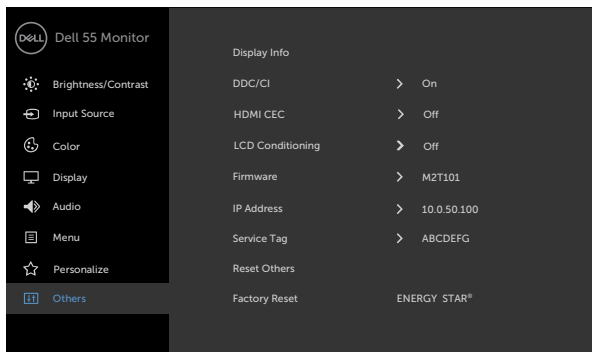 DELL
Dell 55 Monitor
Brightness/Contrast
Input Source
Color
Display
Audio
Menu
Personalize
Others
Display Info
DDC/CI > On
HDMI CEC > Off
LCD Conditioning > Off
Firmware > M2T101
IP Address > 10.0.50.100
Service Tag > ABCDEFG
Reset Others
Factory Reset ENERGY STAR®